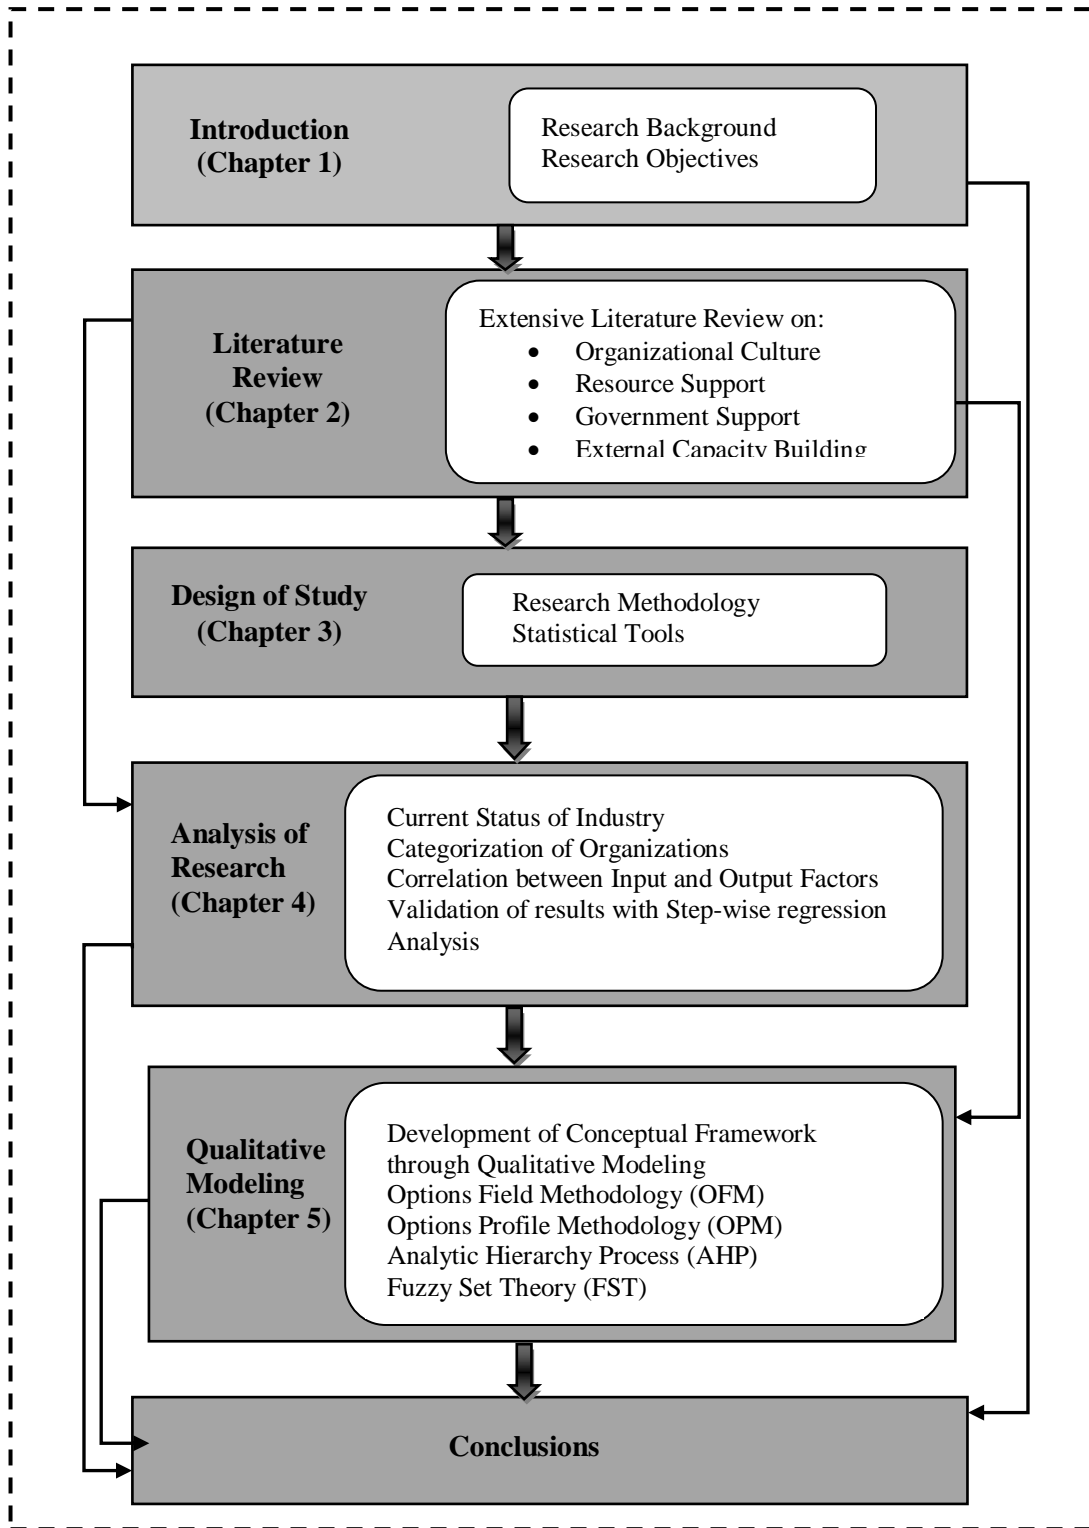 Introduction
(Chapter 1)
Research Background
Research Objectives
Literature
Review
(Chapter 2)
Extensive Literature Review on:
• Organizational Culture
• Resource Support
• Government Support
• External Capacity Building
Design of Study
(Chapter 3)
Research Methodology
Statistical Tools
Analysis of
Research
(Chapter 4)
Current Status of Industry
Categorization of Organizations
Correlation between Input and Output Factors
Validation of results with Step-wise regression
Analysis
Qualitative
Modeling
(Chapter 5)
Development of Conceptual Framework
through Qualitative Modeling
Options Field Methodology (OFM)
Options Profile Methodology (OPM)
Analytic Hierarchy Process (AHP)
Fuzzy Set Theory (FST)
Conclusions